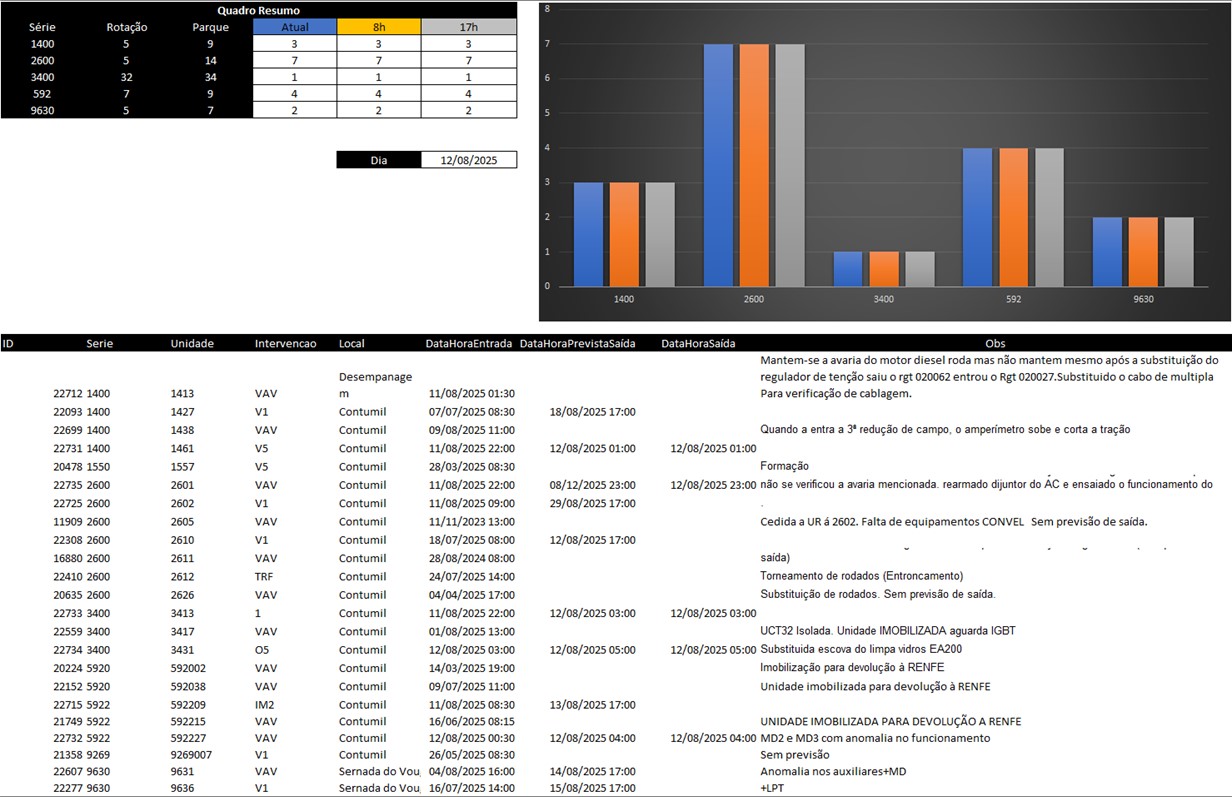 Quadro Resumo
Série Rotação Parque Atual 8h 17h
1400 5 9 3 3 3
2600 5 14 7 7 7
3400 32 34 1 1 1
592 7 9 4 4 4
9630 5 7 2 2 2
Dia 12/08/2025
8
7
6
5
4
3
2
1
0
1400 2600 3400 592 9630
ID Serie Unidade Intervencao Local DataHoraEntrada DataHoraPrevistaSaída DataHoraSaída Obs
Mantem-se a avaria do motor diesel roda mas não mantem mesmo após a substituição do
Desempanage regulador de tenção saiu o rgt 020062 entrou o Rgt 020027.Substituido o cabo de multipla
22712 1400 1413 VAV m 11/08/2025 01:30 Para verificação de cablagem.
22093 1400 1427 V1 Contumil 07/07/2025 08:30 18/08/2025 17:00
22699 1400 1438 VAV Contumil 09/08/2025 11:00 Quando a entra a 3ª redução de campo, o amperímetro sobe e corta a tração
22731 1400 1461 V5 Contumil 11/08/2025 22:00 12/08/2025 01:00 12/08/2025 01:00
20478 1550 1557 V5 Contumil 28/03/2025 08:30 Formação
22735 2600 2601 VAV Contumil 11/08/2025 22:00 08/12/2025 23:00 12/08/2025 23:00 não se verificou a avaria mencionada. rearmado dijuntor do AC e ensaiado o funcionamento do
22725 2600 2602 V1 Contumil 11/08/2025 09:00 29/08/2025 17:00 .
11909 2600 2605 VAV Contumil 11/11/2023 13:00 Cedida a UR á 2602. Falta de equipamentos CONVEL Sem previsão de saída.
22308 2600 2610 V1 Contumil 18/07/2025 08:00 12/08/2025 17:00
16880 2600 2611 VAV Contumil 28/08/2024 08:00 saída)
22410 2600 2612 TRF Contumil 24/07/2025 14:00 Torneamento de rodados (Entroncamento)
20635 2600 2626 VAV Contumil 04/04/2025 17:00 Substituição de rodados. Sem previsão de saída.
22733 3400 3413 1 Contumil 11/08/2025 22:00 12/08/2025 03:00 12/08/2025 03:00
22559 3400 3417 VAV Contumil 01/08/2025 13:00 UCT32 Isolada. Unidade IMOBILIZADA aguarda IGBT
22734 3400 3431 O5 Contumil 12/08/2025 03:00 12/08/2025 05:00 12/08/2025 05:00 Substituida escova do limpa vidros EA200
20224 5920 592002 VAV Contumil 14/03/2025 19:00 Imobilização para devolução á RENFE
22152 5920 592038 VAV Contumil 09/07/2025 11:00 Unidade imobilizada para devolução à RENFE
22715 5922 592209 IM2 Contumil 11/08/2025 08:30 13/08/2025 17:00
21749 5922 592215 VAV Contumil 16/06/2025 08:15 UNIDADE IMOBILIZADA PARA DEVOLUÇÃO A RENFE
22732 5922 592227 VAV Contumil 12/08/2025 00:30 12/08/2025 04:00 12/08/2025 04:00 MD2 e MD3 com anomalia no funcionamento
21358 9269 9269007 V1 Contumil 26/05/2025 08:30 Sem previsão
22607 9630 9631 VAV Sernada do Vou 04/08/2025 16:00 14/08/2025 17:00 Anomalia nos auxiliares+MD
22277 9630 9636 V1 Sernada do Vou 16/07/2025 14:00 15/08/2025 17:00 +LPT